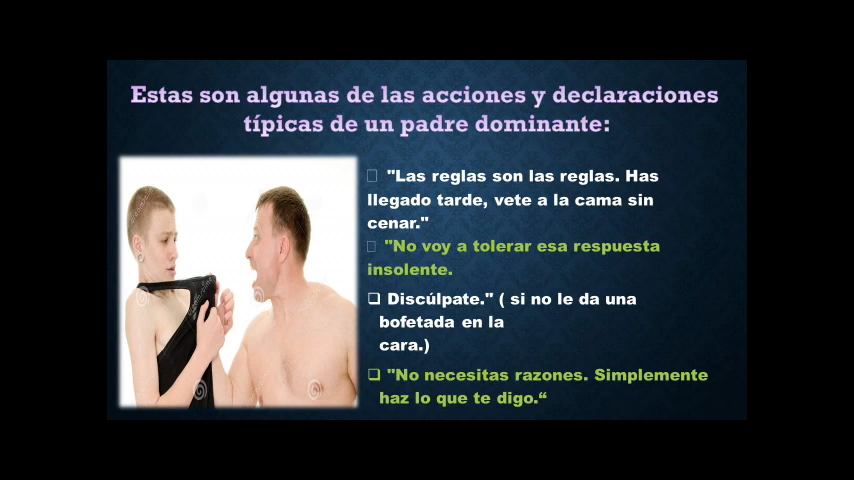 Estas son algunas de las acciones y declaraciones
típicas de un padre dominante:
"Las reglas son las reglas. Has
llegado tarde, vete a la cama sin
cenar."
"No voy a tolerar esa respuesta
insolente.
❑ Discúlpate." ( si no le da una
bofetada en la
cara.)
❑ "No necesitas razones. Simplemente
haz lo que te digo.“